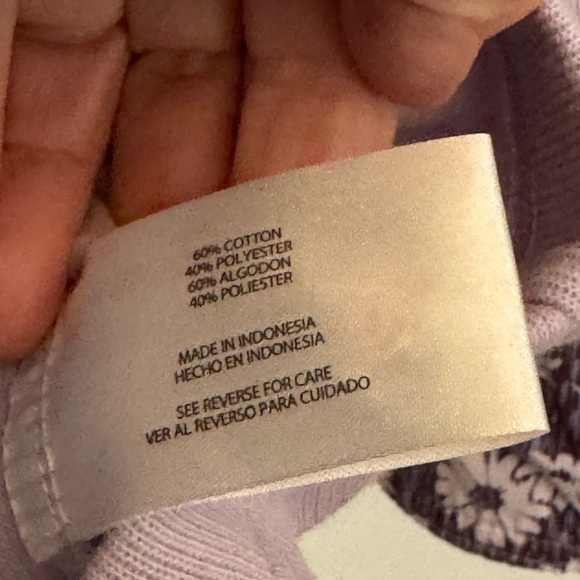 60% COTTON
40% POLYESTER
60% ALGODON
40% POLIESTER
MADE IN INDONESIA
HECHO EN INDONESIA
SEE REVERSE FOR CARE
VER AL REVERSO PARA CUIDADO